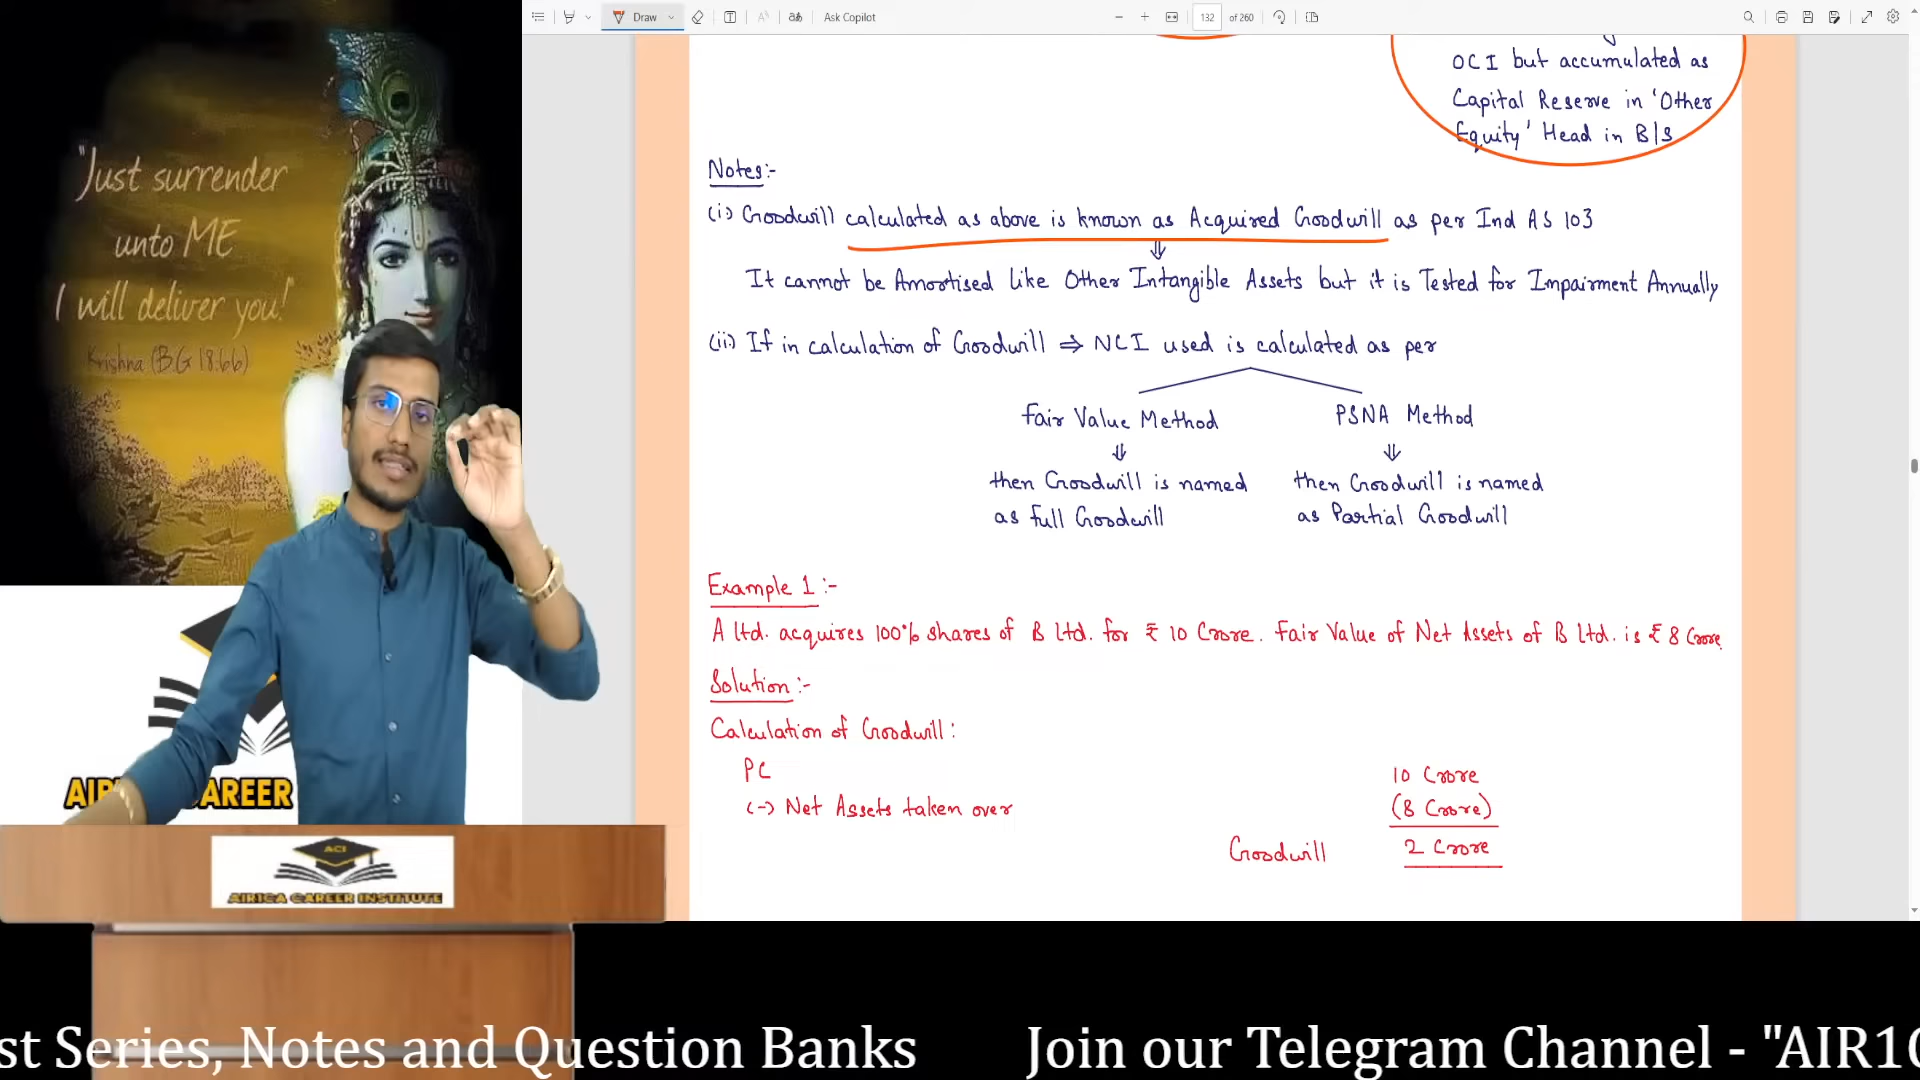 "Just surrender
unto ME
I will deliver you!"
Krishna (B.G 18.66)
AIR1CA CAREER
ACI
AIR1CA CAREER INSTITUTE
Draw
Ask Copilot
132 of 260
OCI but accumulated as
Capital Reserve in 'Other
Equity' Head in B/S
Notes:-
(i) Goodwill calculated as above is known as Acquired Goodwill as per Ind AS 103
It cannot be Amortised like Other Intangible Assets but it is Tested for Impairment Annually
(ii) If in calculation of Goodwill ⇒ NCI used is calculated as per
Fair Value Method PSNA Method
then Goodwill is named then Goodwill is named
as Full Goodwill as Partial Goodwill
Example 1:-
A Ltd. acquires 100% shares of B Ltd. for ₹ 10 Crore. Fair Value of Net Assets of B Ltd. is ₹ 8 Crore.
Solution:-
Calculation of Goodwill:
PC 10 Crore
(-) Net Assets taken over (8 Crore)
Goodwill 2 Crore
st Series, Notes and Question Banks Join our Telegram Channel - "AIR1C